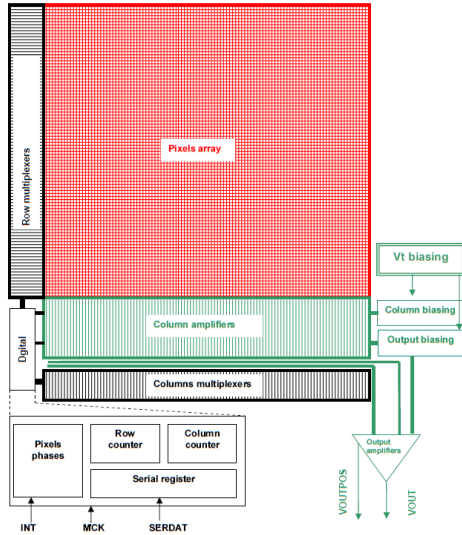 Row multiplexers
Pixels array
Vt biasing
Column biasing
Column amplifiers
Output biasing
Dgital
Columns multiplexers
Pixels
phases
Row
counter
Column
counter
Serial register
Output
amplifiers
VOUTPOS
VOUT
INT
MCK
SERDAT